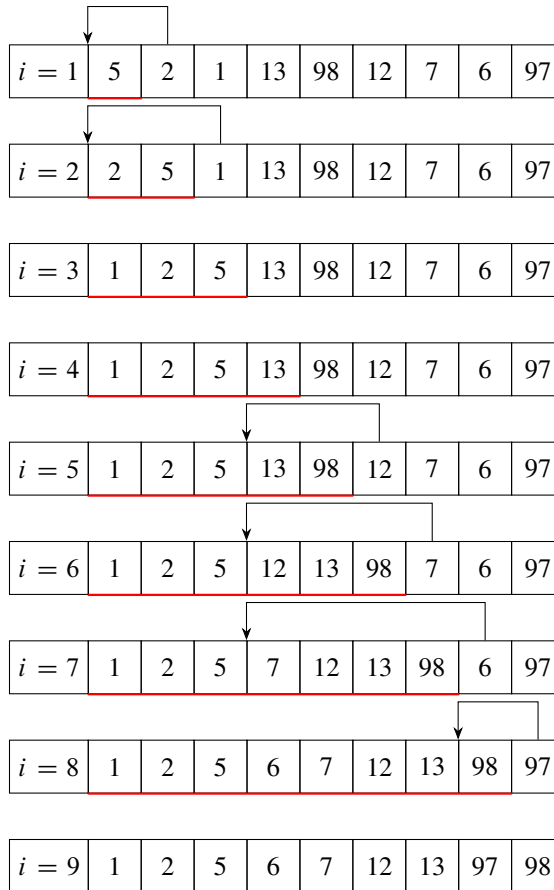 i = 1 5 2 1 13 98 12 7 6 97
i = 2 2 5 1 13 98 12 7 6 97
i = 3 1 2 5 13 98 12 7 6 97
i = 4 1 2 5 13 98 12 7 6 97
i = 5 1 2 5 13 98 12 7 6 97
i = 6 1 2 5 12 13 98 7 6 97
i = 7 1 2 5 7 12 13 98 6 97
i = 8 1 2 5 6 7 12 13 98 97
i = 9 1 2 5 6 7 12 13 97 98